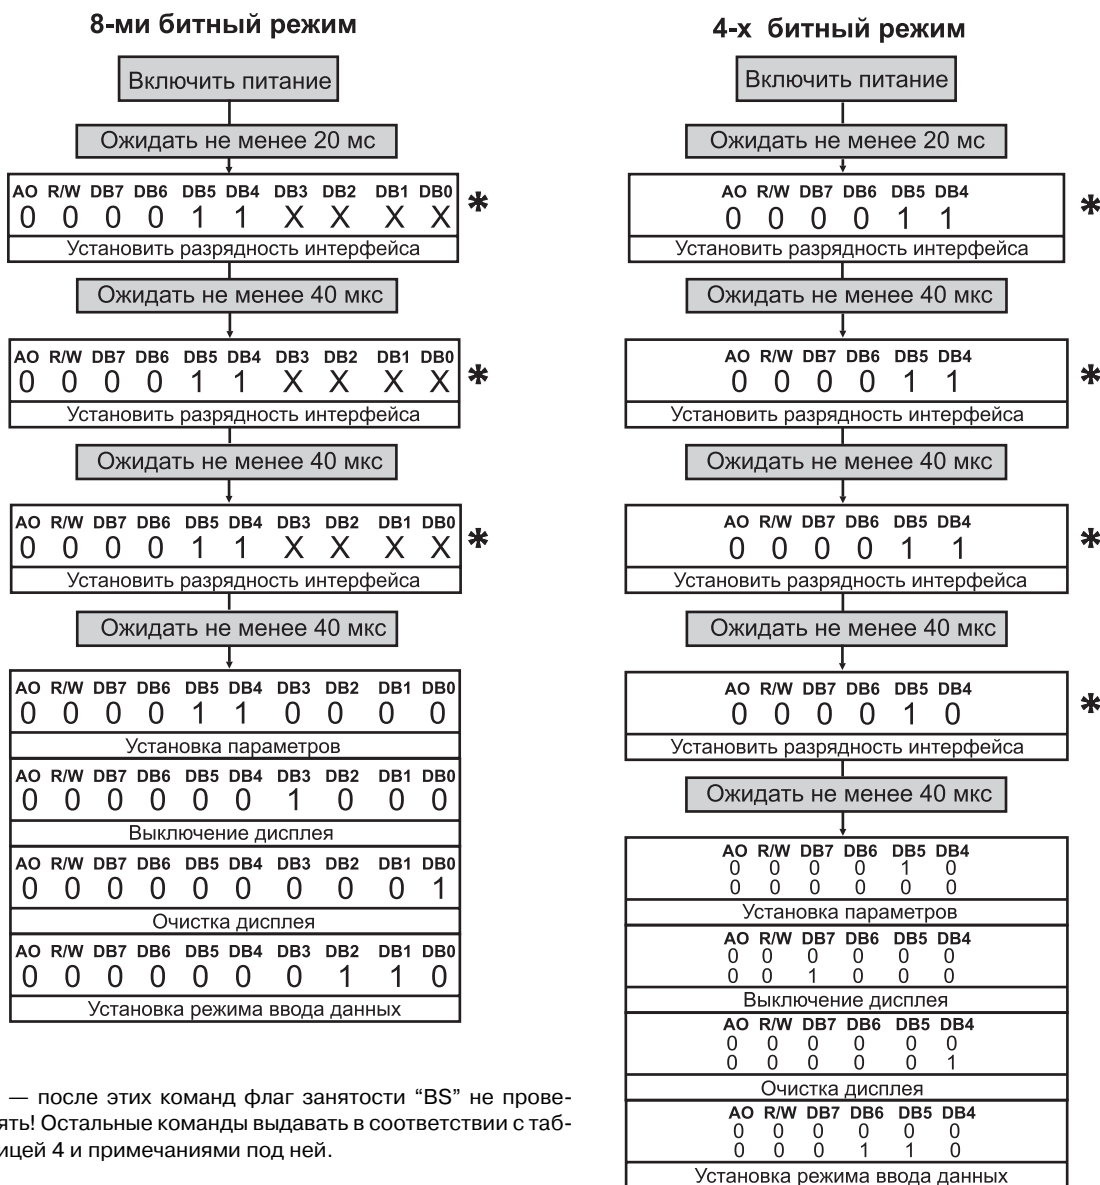 8-ми битный режим
Включить питание
Ожидать не менее 20 мс
AO R/W DB7 DB6 DB5 DB4 DB3 DB2 DB1 DB0
0 0 0 0 1 1 X X X X *
Установить разрядность интерфейса
Ожидать не менее 40 мкс
AO R/W DB7 DB6 DB5 DB4 DB3 DB2 DB1 DB0
0 0 0 0 1 1 X X X X *
Установить разрядность интерфейса
Ожидать не менее 40 мкс
AO R/W DB7 DB6 DB5 DB4 DB3 DB2 DB1 DB0
0 0 0 0 1 1 X X X X *
Установить разрядность интерфейса
Ожидать не менее 40 мкс
AO R/W DB7 DB6 DB5 DB4 DB3 DB2 DB1 DB0
0 0 0 0 1 1 0 0 0 0
Установка параметров
AO R/W DB7 DB6 DB5 DB4 DB3 DB2 DB1 DB0
0 0 0 0 0 0 1 0 0 0
Выключение дисплея
AO R/W DB7 DB6 DB5 DB4 DB3 DB2 DB1 DB0
0 0 0 0 0 0 0 0 0 1
Очистка дисплея
AO R/W DB7 DB6 DB5 DB4 DB3 DB2 DB1 DB0
0 0 0 0 0 0 0 1 1 0
Установка режима ввода данных
— после этих команд флаг занятости “BS” не прове-
ять! Остальные команды выдавать в соответствии с таб-
ицей 4 и примечаниями под ней.
4-х битный режим
Включить питание
Ожидать не менее 20 мс
AO R/W DB7 DB6 DB5 DB4
0 0 0 0 1 1 *
Установить разрядность интерфейса
Ожидать не менее 40 мкс
AO R/W DB7 DB6 DB5 DB4
0 0 0 0 1 1 *
Установить разрядность интерфейса
Ожидать не менее 40 мкс
AO R/W DB7 DB6 DB5 DB4
0 0 0 0 1 1 *
Установить разрядность интерфейса
Ожидать не менее 40 мкс
AO R/W DB7 DB6 DB5 DB4
0 0 0 0 1 0 *
Установить разрядность интерфейса
Ожидать не менее 40 мкс
AO R/W DB7 DB6 DB5 DB4
0 0 0 0 1 0
0 0 0 0 0 0
Установка параметров
AO R/W DB7 DB6 DB5 DB4
0 0 0 0 0 0
0 0 1 0 0 0
Выключение дисплея
AO R/W DB7 DB6 DB5 DB4
0 0 0 0 0 0
0 0 0 0 0 1
Очистка дисплея
AO R/W DB7 DB6 DB5 DB4
0 0 0 0 0 0
0 0 0 1 1 0
Установка режима ввода данных